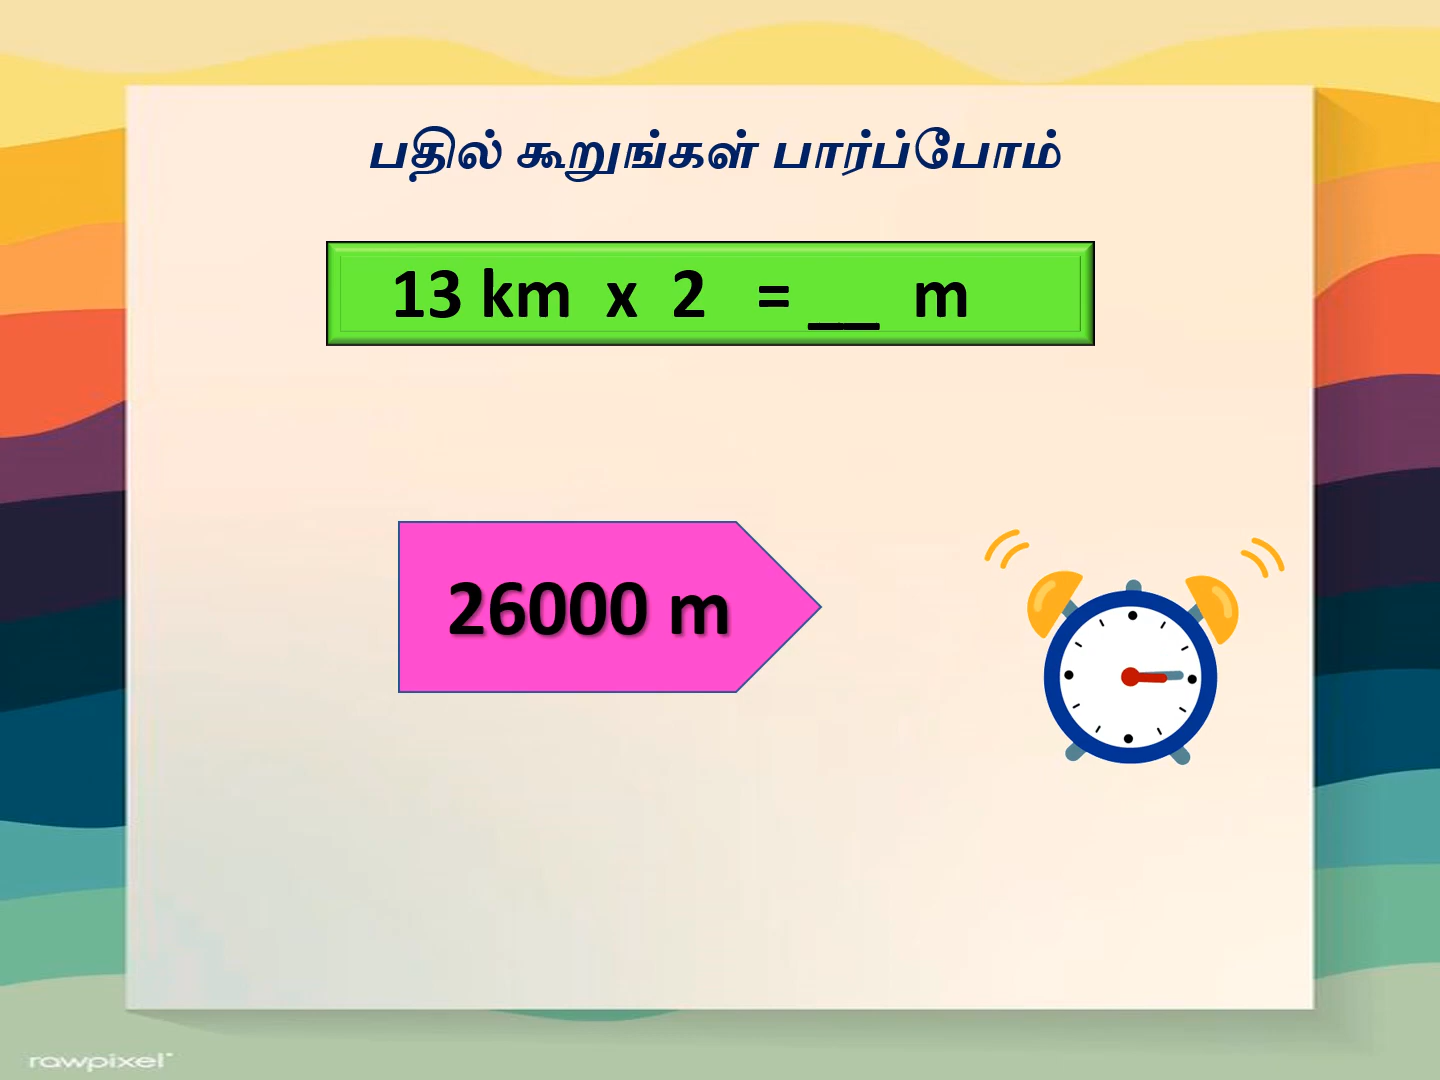 பதில் கூறுங்கள் பார்ப்போம்
13 km x 2 = __ m
26000 m
rawpixel